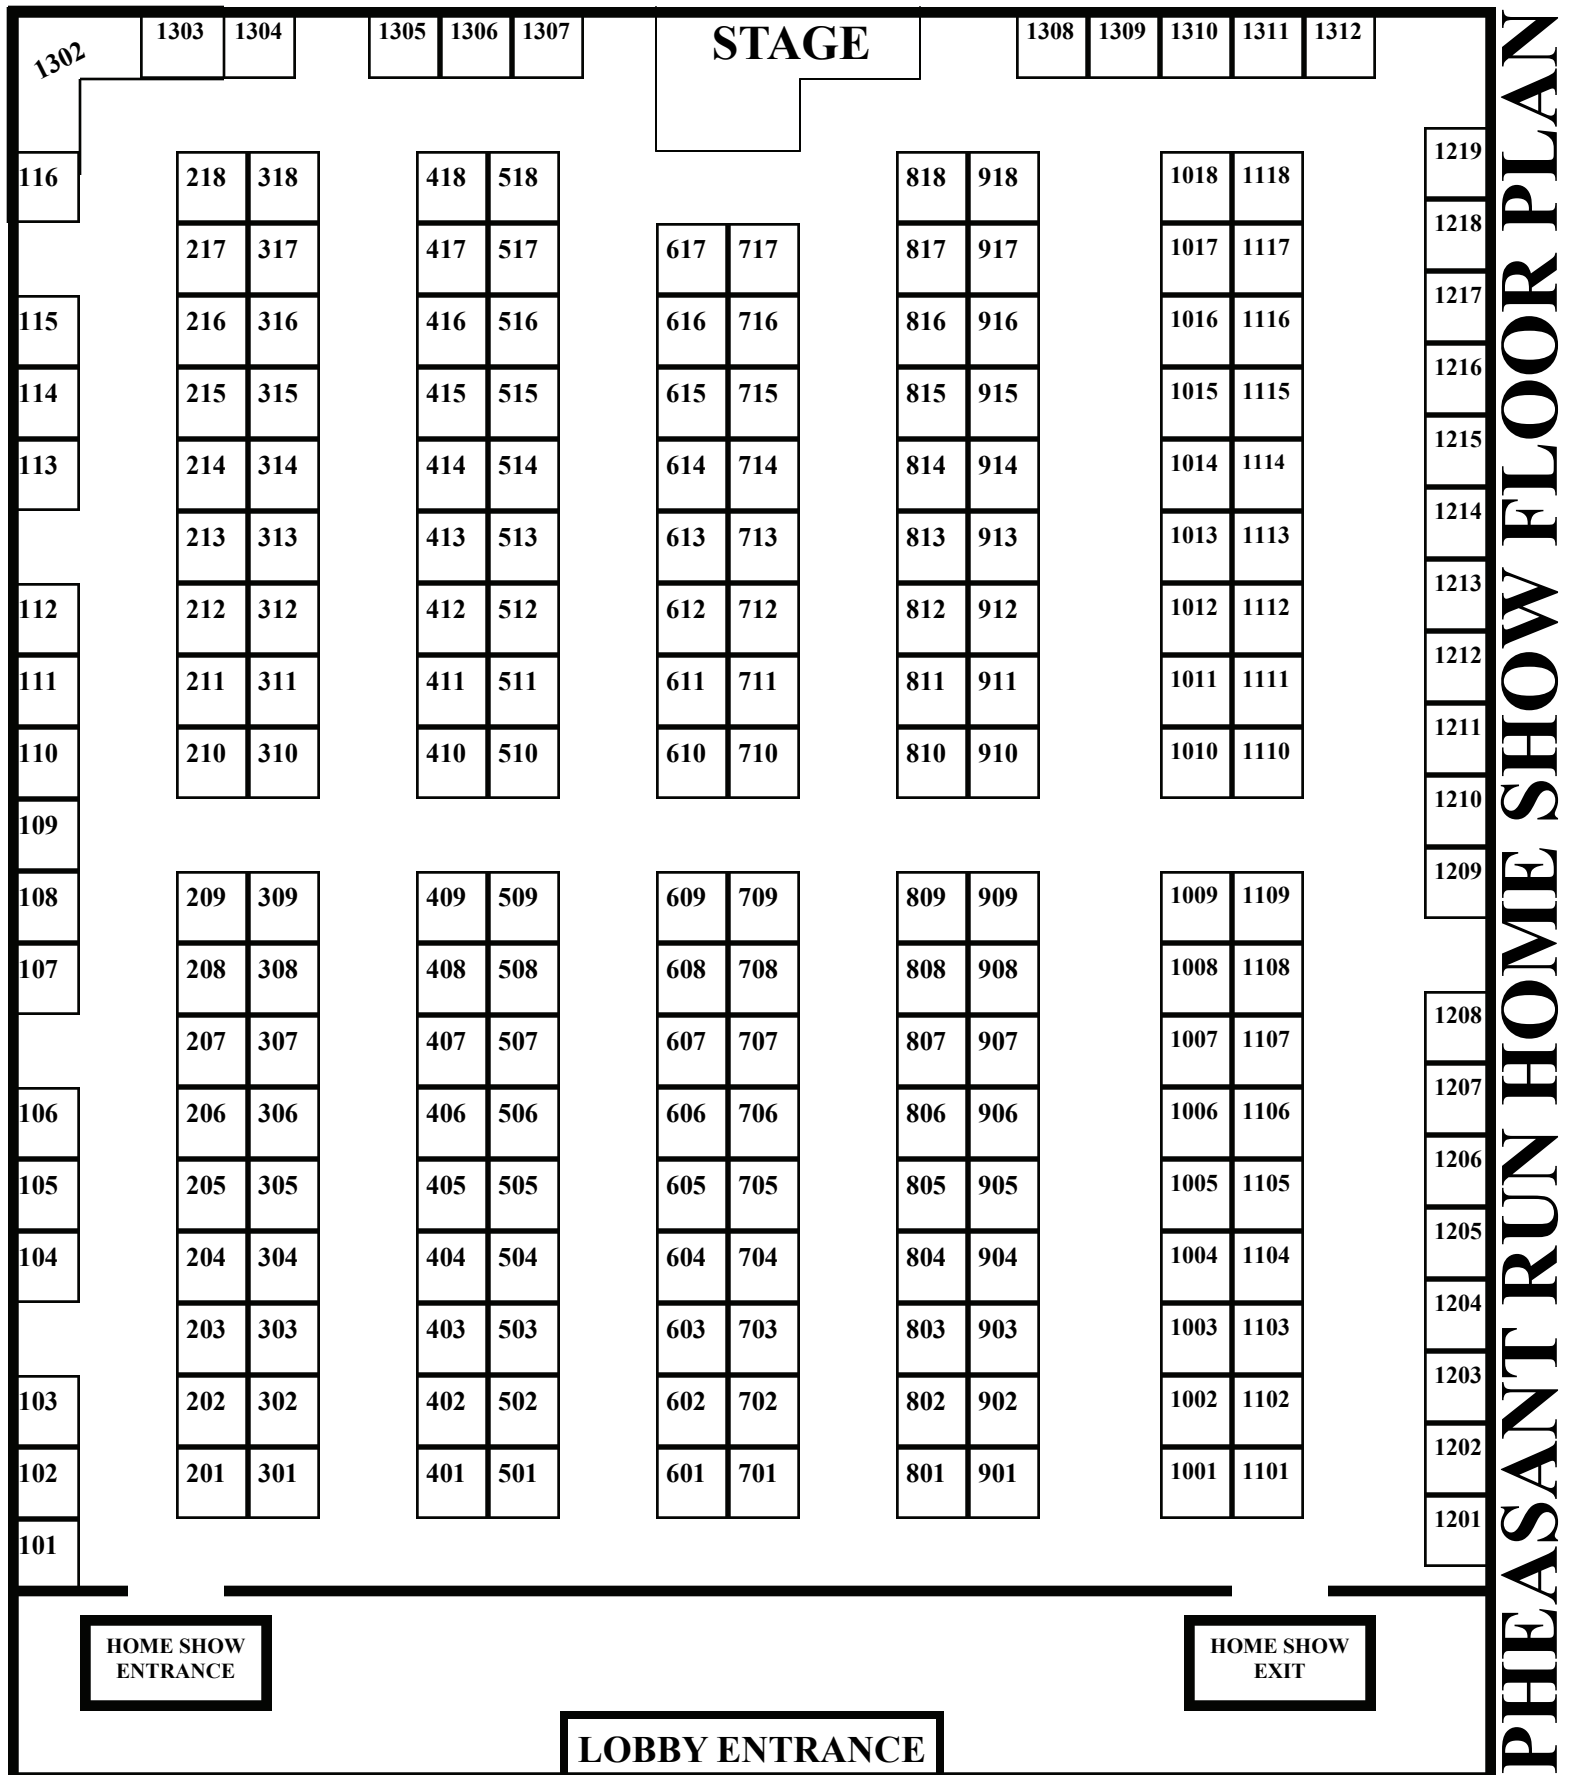 1302
1303 1304 1305 1306 1307 STAGE 1308 1309 1310 1311 1312
1219
116 218 318 418 518 818 918 1018 1118
1218
217 317 417 517 617 717 817 917 1017 1117
1217
115 216 316 416 516 616 716 816 916 1016 1116
1216
114 215 315 415 515 615 715 815 915 1015 1115
1215
113 214 314 414 514 614 714 814 914 1014 1114
1214
213 313 413 513 613 713 813 913 1013 1113
1213
112 212 312 412 512 612 712 812 912 1012 1112
1212
111 211 311 411 511 611 711 811 911 1011 1111
1211
110 210 310 410 510 610 710 810 910 1010 1110
1210
109
1209
108 209 309 409 509 609 709 809 909 1009 1109
107 208 308 408 508 608 708 808 908 1008 1108
1208
207 307 407 507 607 707 807 907 1007 1107
1207
106 206 306 406 506 606 706 806 906 1006 1106
1206
105 205 305 405 505 605 705 805 905 1005 1105
1205
104 204 304 404 504 604 704 804 904 1004 1104
1204
203 303 403 503 603 703 803 903 1003 1103
1203
103 202 302 402 502 602 702 802 902 1002 1102
1202
102 201 301 401 501 601 701 801 901 1001 1101
1201
101
HOME SHOW
ENTRANCE
HOME SHOW
EXIT
LOBBY ENTRANCE
PHEASANT RUN HOME SHOW FLOOR PLAN